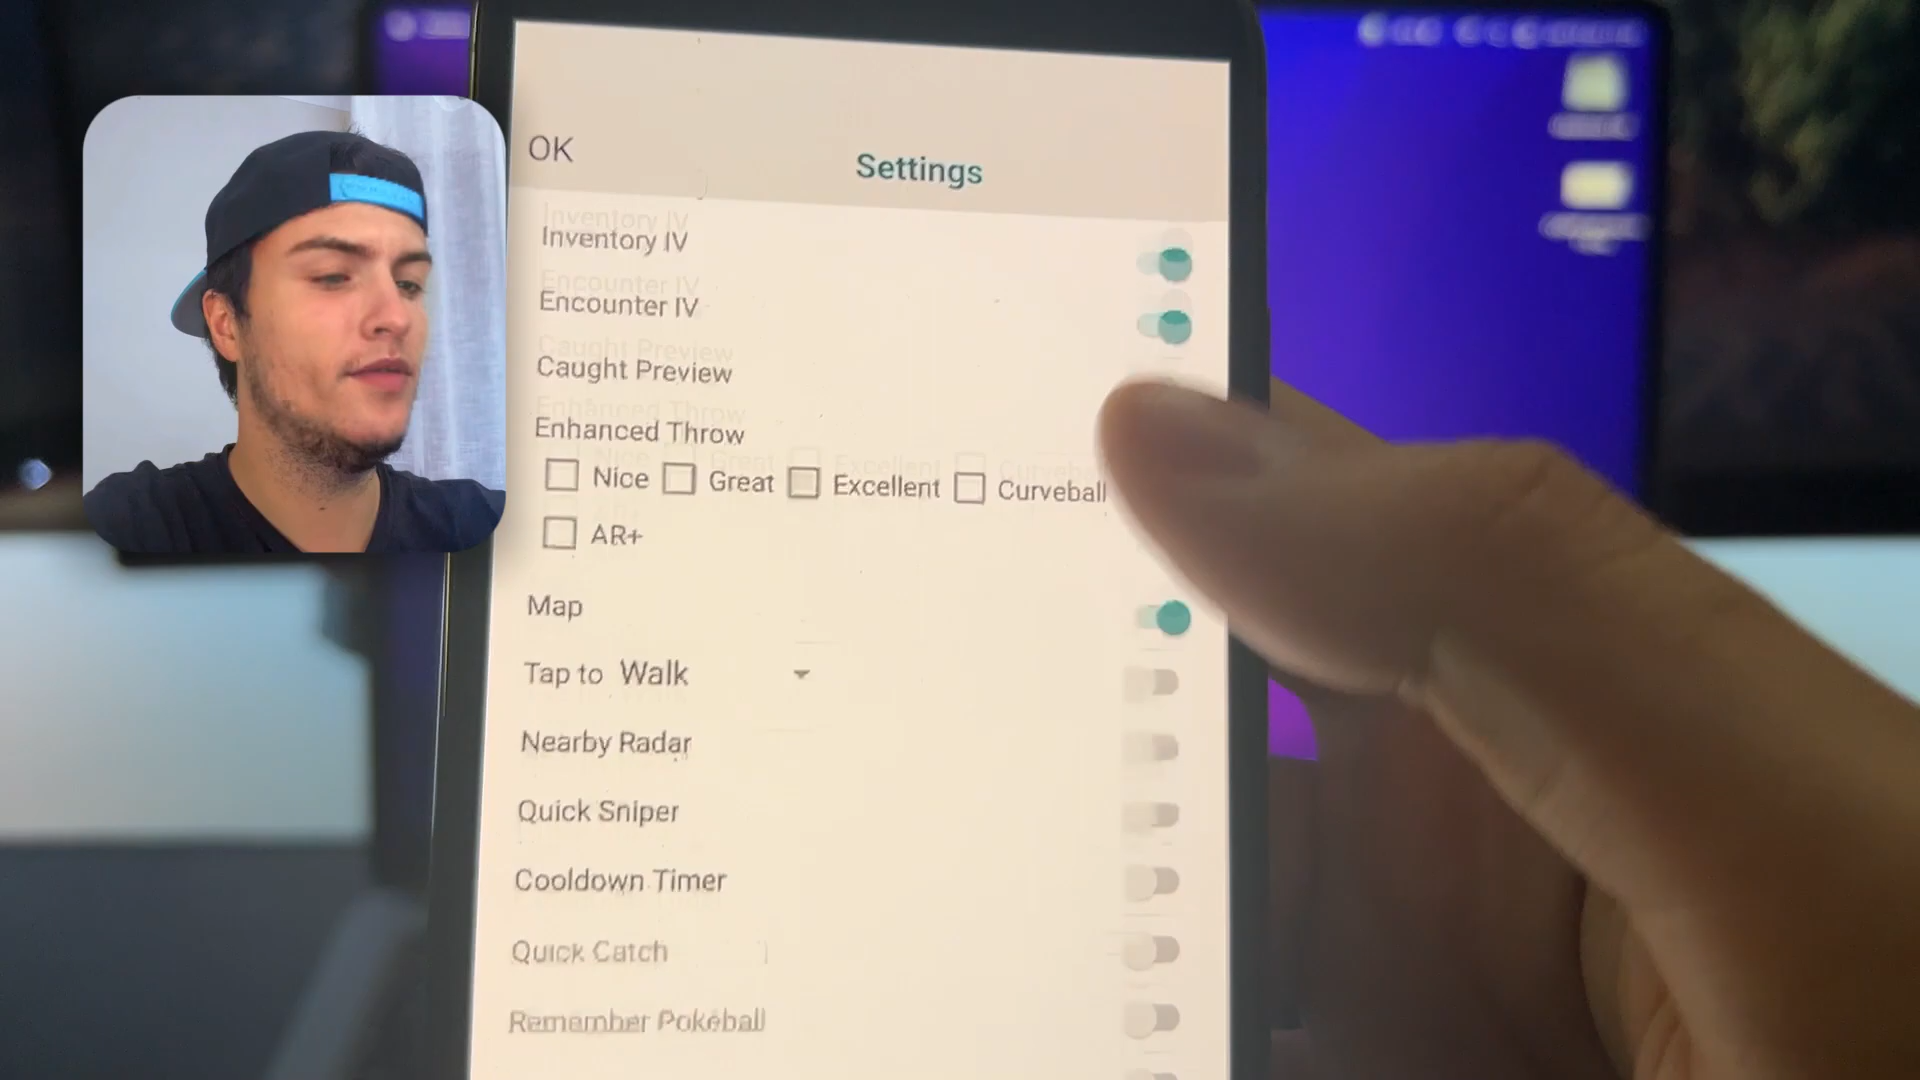 OK
Settings
Inventory IV
Encounter IV
Caught Preview
Enhanced Throw
Nice Great Excellent Curveball
AR+
Map
Tap to Walk
Nearby Radar
Quick Sniper
Cooldown Timer
Quick Catch
Remember Pokéball